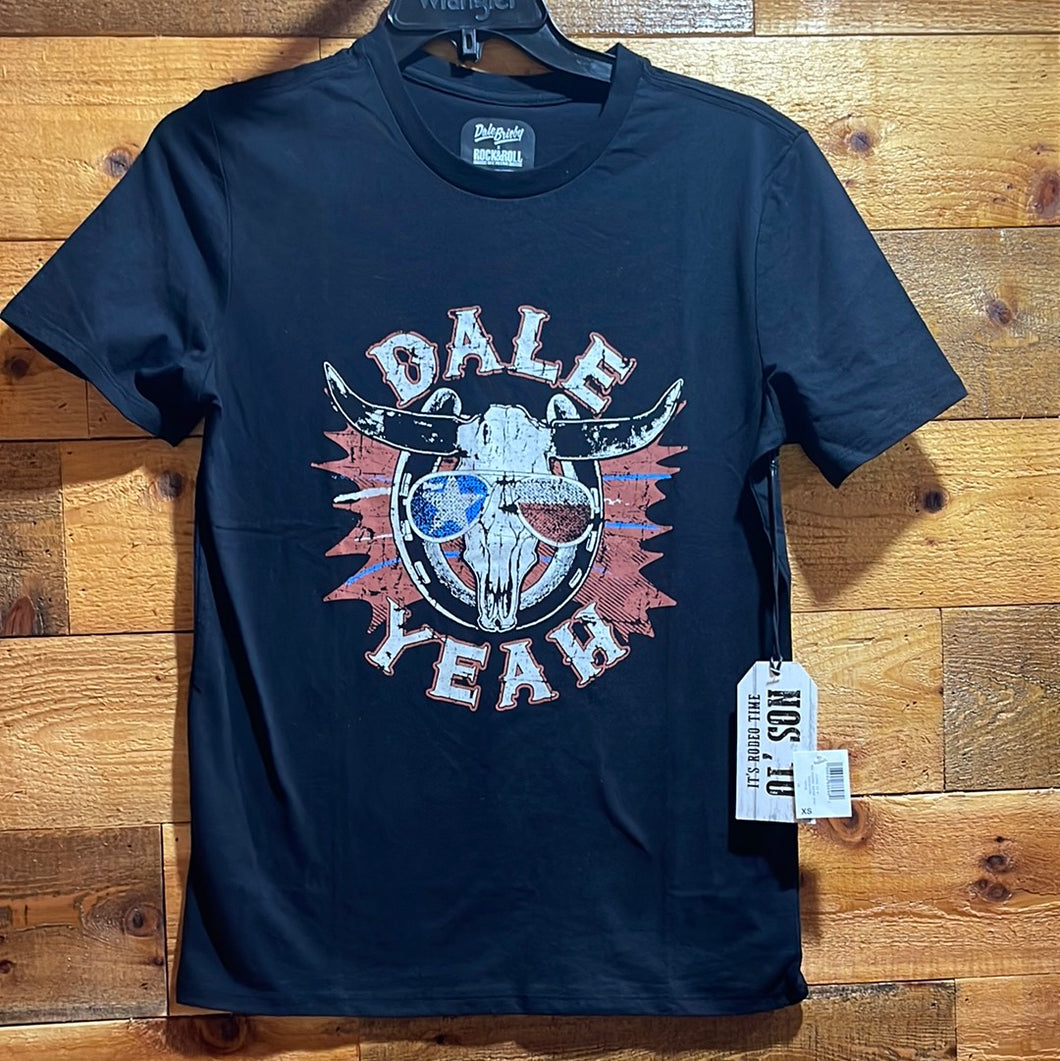 Wrangler
Dale Brisby
ROCK&ROLL
DALE
YEAH
IT'S RODEO TIME
OL' SON
XS